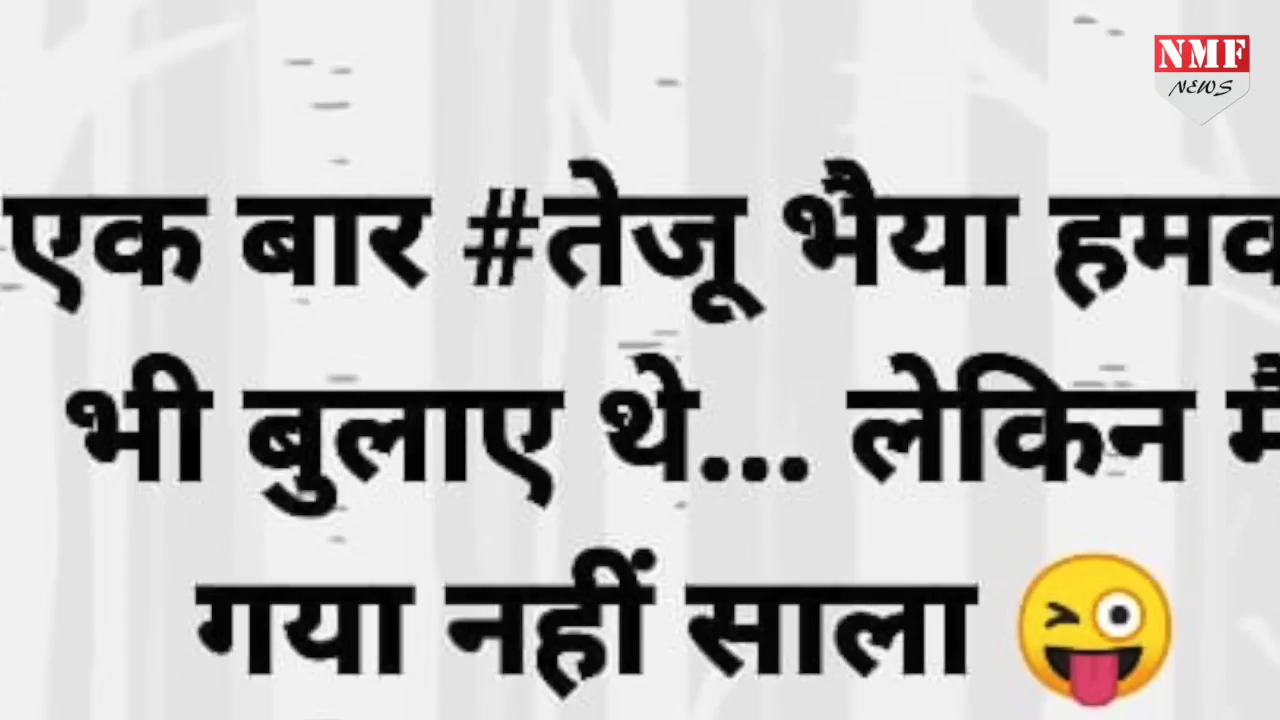 NMF
NEWS
एक बार #तेजू भैया
भी बुलाए थे... लेकिन
गया नहीं साला 😜